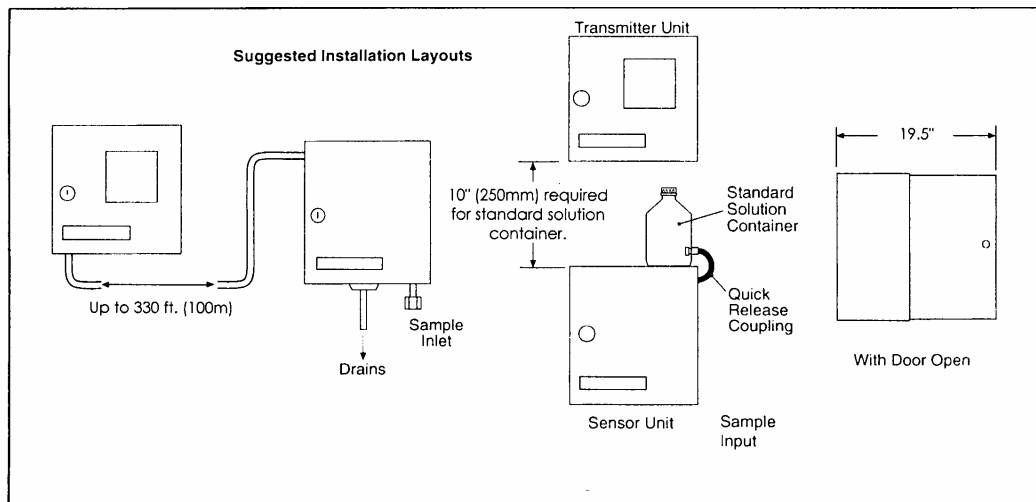 Suggested Installation Layouts
Transmitter Unit
19.5"
10" (250mm) required
for standard solution
container.
Standard
Solution
Container
Quick
Release
Coupling
Up to 330 ft. (100m)
Sample
Inlet
Drains
With Door Open
Sensor Unit
Sample
Input